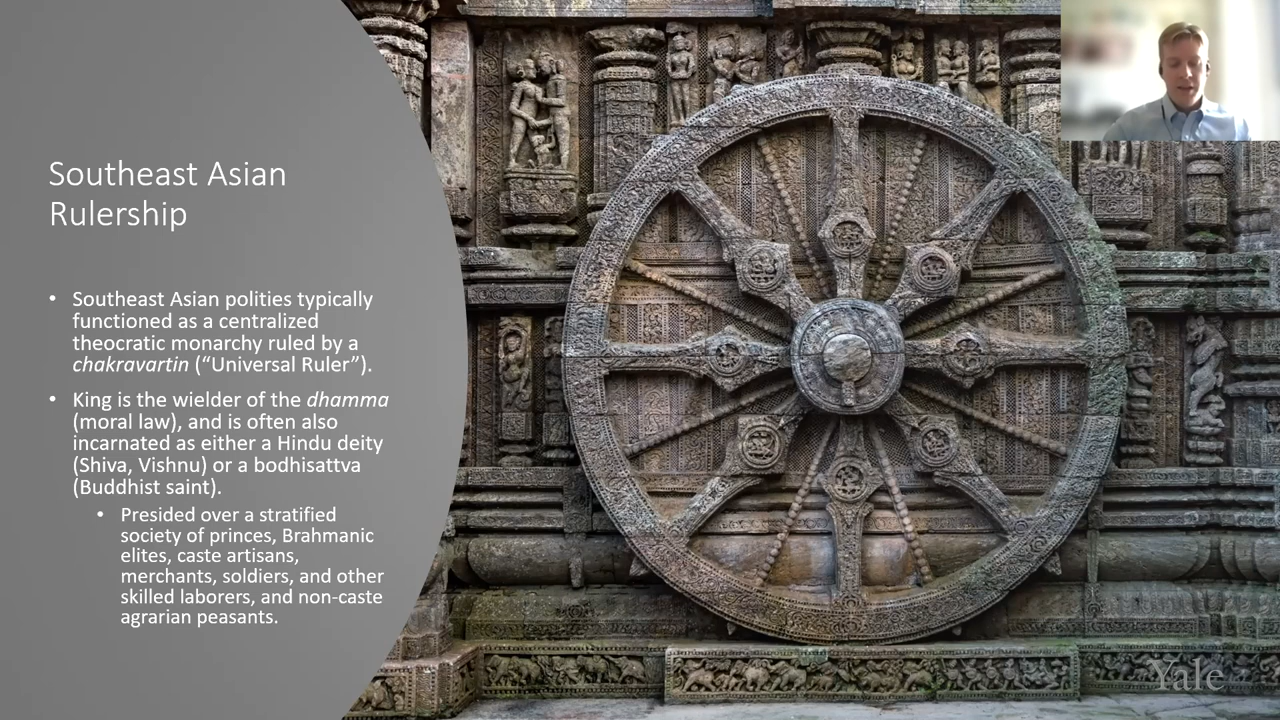 Southeast Asian
Rulership
• Southeast Asian polities typically
functioned as a centralized
theocratic monarchy ruled by a
chakravartin (“Universal Ruler”).
• King is the wielder of the dhamma
(moral law), and is often also
incarnated as either a Hindu deity
(Shiva, Vishnu) or a bodhisattva
(Buddhist saint).
• Presided over a stratified
society of princes, Brahmanic
elites, caste artisans,
merchants, soldiers, and other
skilled laborers, and non-caste
agrarian peasants.
Yale